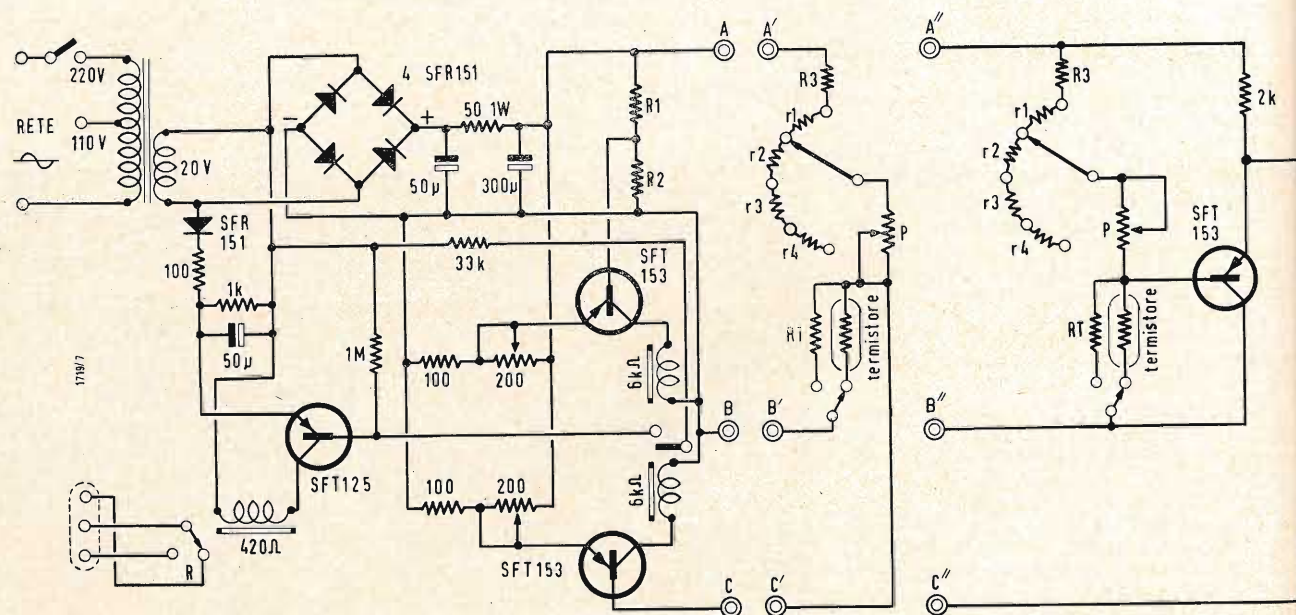 220V
RETE
110V
20V
4 SFR151
−
+
50 1W
50μ
300μ
R1
R2
A
A'
R3
r1
r2
r3
r4
P
A"
R3
r1
r2
r3
r4
P
2k
SFT
153
SFR
151
100
1k
50μ
33k
1M
SFT
153
100
200
6kΩ
RT
termistore
RT
termistore
B
B'
B"
SFT125
1719/7
100
200
6kΩ
420Ω
R
SFT153
C
C'
C"